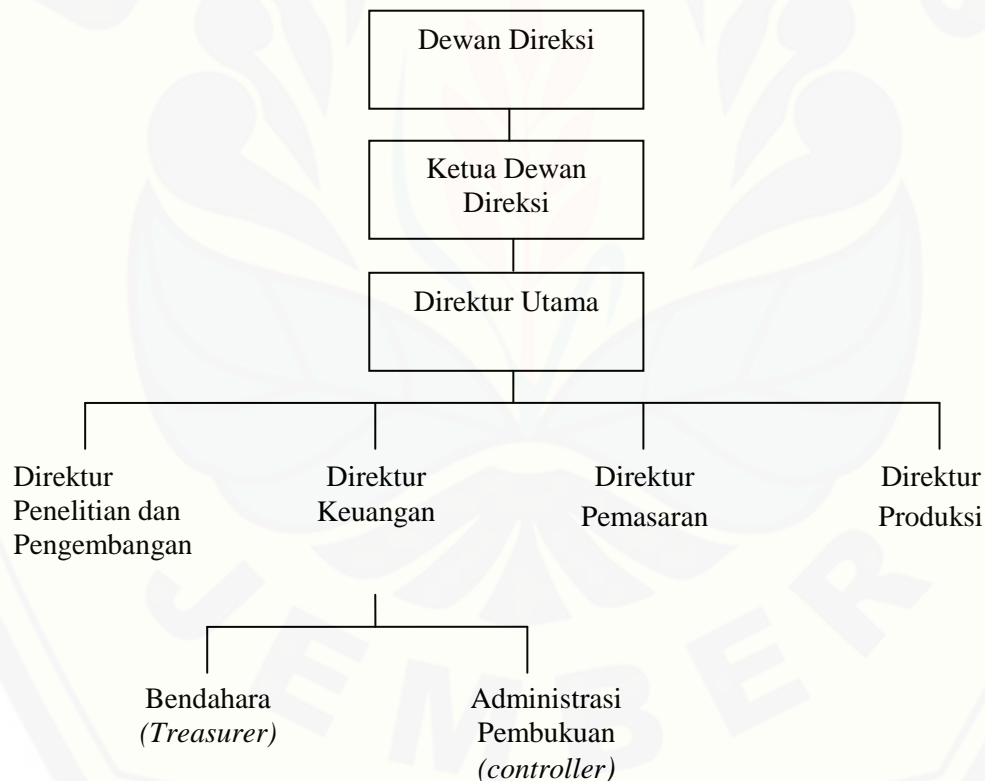 Dewan Direksi
Ketua Dewan
Direksi
Direktur Utama
Direktur
Penelitian dan
Pengembangan
Direktur
Keuangan
Direktur
Pemasaran
Direktur
Produksi
Bendahara
(Treasurer)
Administrasi
Pembukuan
(controller)
JEMBER